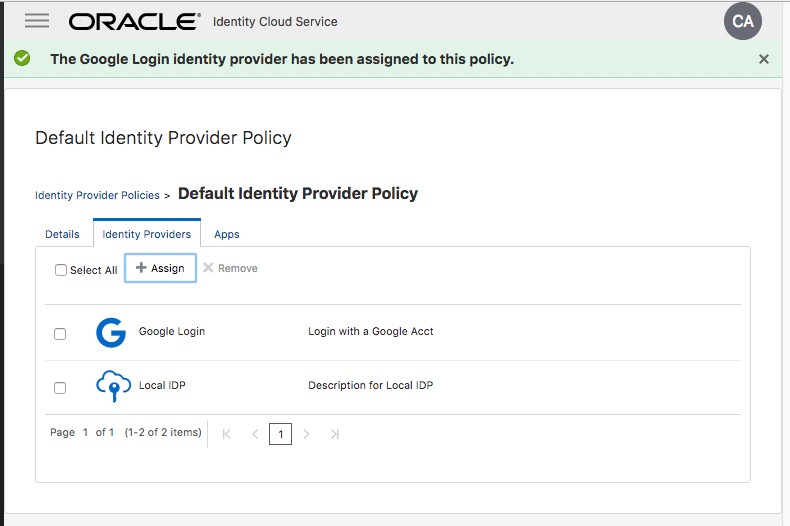 ORACLE® Identity Cloud Service CA
The Google Login identity provider has been assigned to this policy. ×
Default Identity Provider Policy
Identity Provider Policies > Default Identity Provider Policy
Details Identity Providers Apps
Select All + Assign × Remove
Google Login Login with a Google Acct
Local IDP Description for Local IDP
Page 1 of 1 (1-2 of 2 items) 1